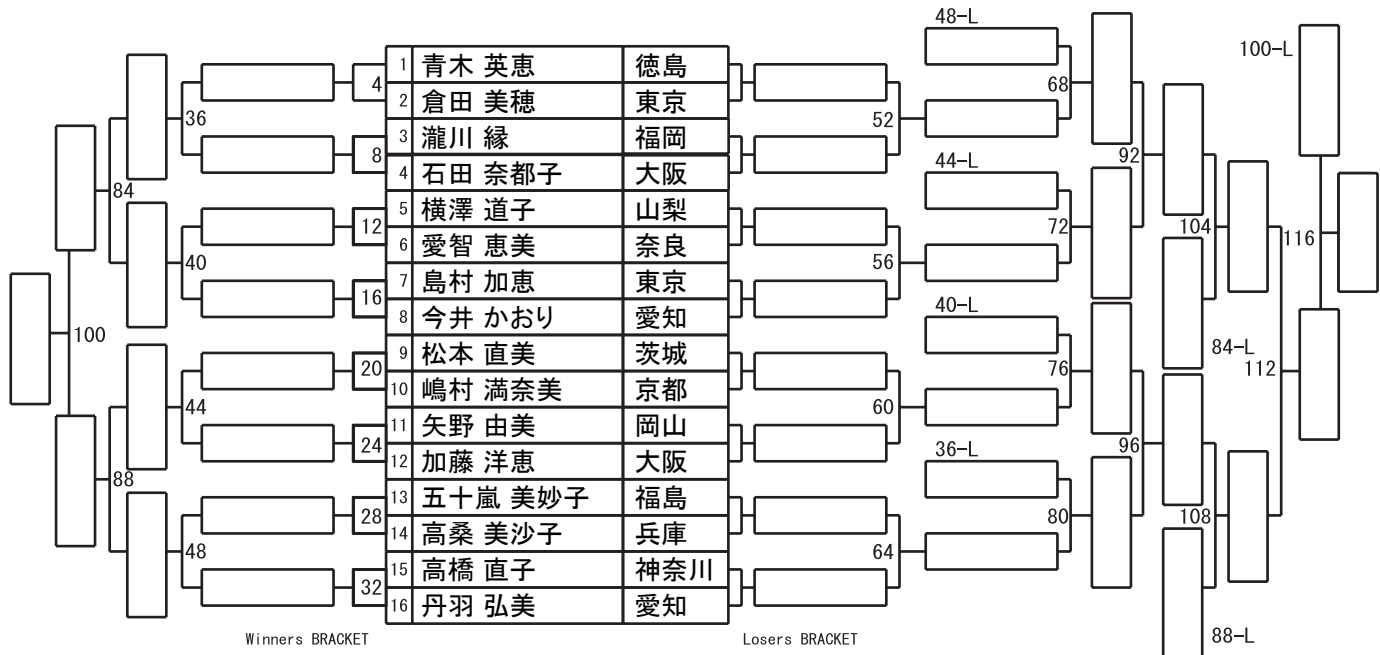 48-L
100-L
1 青木 英恵 徳島
4
68
2 倉田 美穂 東京
36
52
3 瀧川 縁 福岡
8
44-L
92
4 石田 奈都子 大阪
84
5 横澤 道子 山梨
12
72
104
116
6 愛智 恵美 奈良
40
56
7 島村 加恵 東京
16
40-L
8 今井 かおり 愛知
100
84-L
9 松本 直美 茨城
20
76
112
10 嶋村 満奈美 京都
44
60
11 矢野 由美 岡山
24
96
12 加藤 洋恵 大阪
36-L
88
13 五十嵐 美妙子 福島
28
80
108
14 高桑 美沙子 兵庫
48
64
15 高橋 直子 神奈川
32
16 丹羽 弘美 愛知
Winners BRACKET
Losers BRACKET
88-L